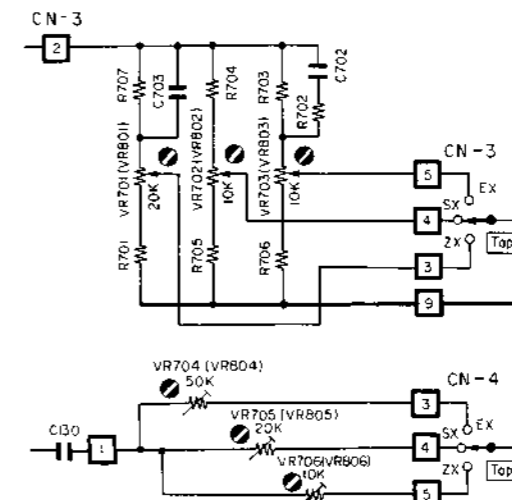 CN-3
2
R707
C703
R704
R703
C702
R702
VR701(VR801)
20K
VR702(VR802)
10K
VR703(VR803)
10K
R701
R705
R706
CN-3
5
EX
4
SX
3
2X
Tap
9
VR704 (VR804)
50K
CN-4
3
EX
VR705 (VR805)
20K
C130
1
4
SX
VR706(VR806)
10K
2X
Tap
5